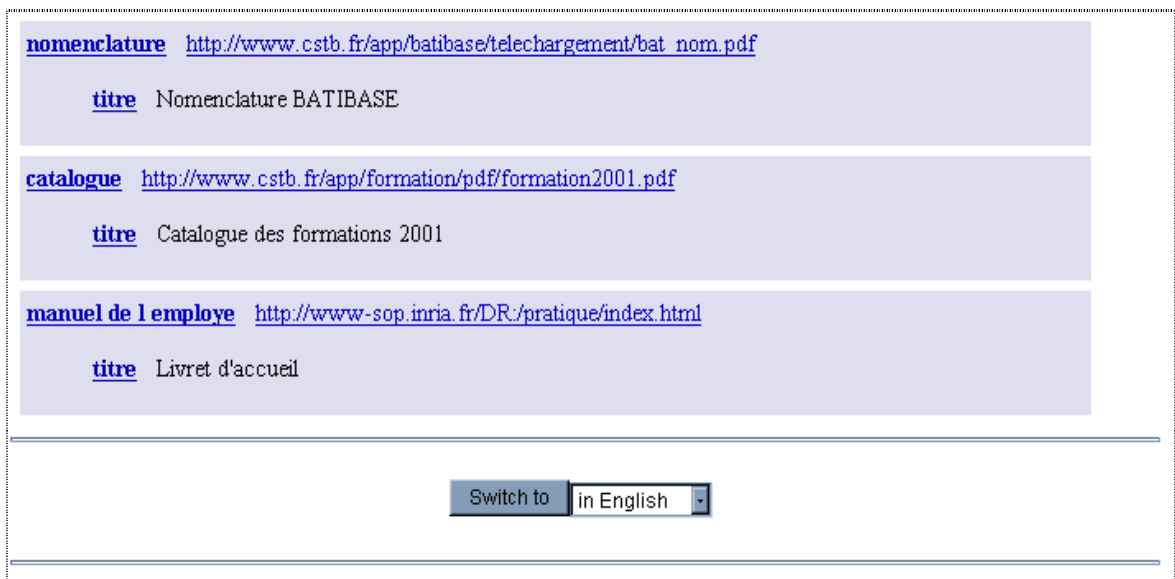 nomenclature http://www.cstb.fr/app/batibase/telechargement/bat_nom.pdf
titre Nomenclature BATIBASE
catalogue http://www.cstb.fr/app/formation/pdf/formation2001.pdf
titre Catalogue des formations 2001
manuel de l employe http://www-sop.inria.fr/DR:/pratique/index.html
titre Livret d'accueil
Switch to in English